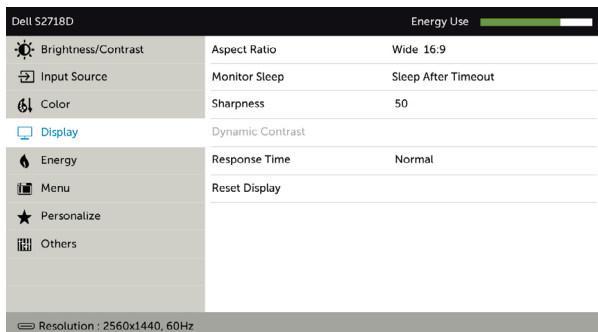 Dell S2718D Energy Use
Brightness/Contrast Aspect Ratio Wide 16:9
Input Source Monitor Sleep Sleep After Timeout
Color Sharpness 50
Display Dynamic Contrast
Energy Response Time Normal
Menu Reset Display
Personalize
Others
Resolution : 2560x1440, 60Hz